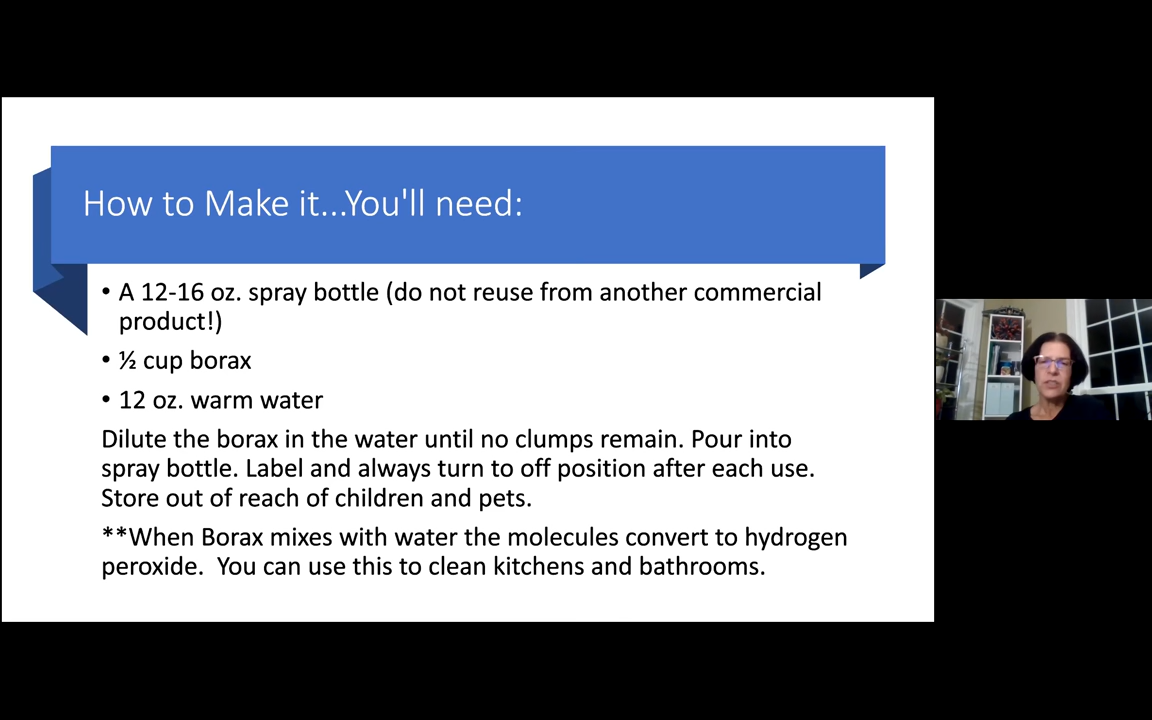 How to Make it...You'll need:
• A 12-16 oz. spray bottle (do not reuse from another commercial
product!)
• ½ cup borax
• 12 oz. warm water
Dilute the borax in the water until no clumps remain. Pour into
spray bottle. Label and always turn to off position after each use.
Store out of reach of children and pets.
**When Borax mixes with water the molecules convert to hydrogen
peroxide.  You can use this to clean kitchens and bathrooms.